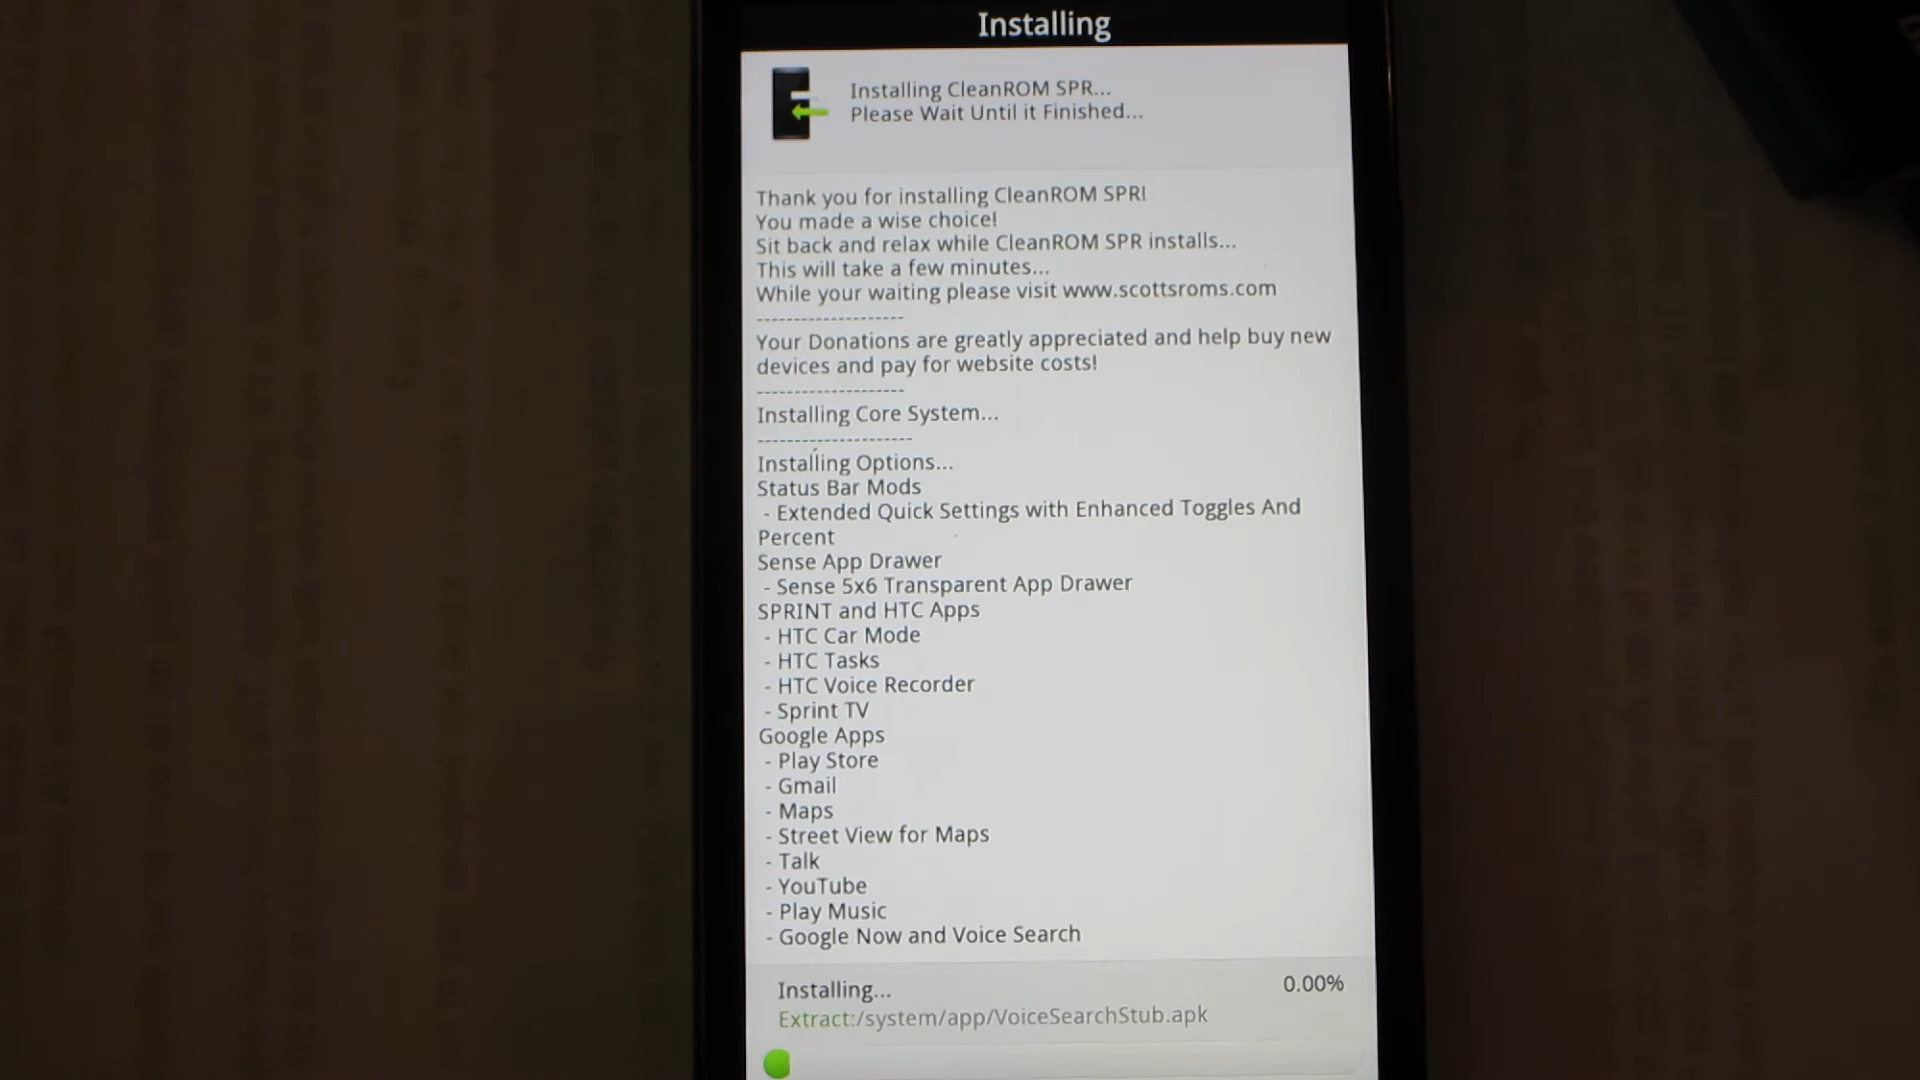 Installing
Installing CleanROM SPR...
Please Wait Until it Finished...
Thank you for installing CleanROM SPR!
You made a wise choice!
Sit back and relax while CleanROM SPR installs...
This will take a few minutes...
While your waiting please visit www.scottsroms.com
--------------------
Your Donations are greatly appreciated and help buy new
devices and pay for website costs!
--------------------
Installing Core System...
---------------------
Installing Options...
Status Bar Mods
- Extended Quick Settings with Enhanced Toggles And
Percent
Sense App Drawer
- Sense 5x6 Transparent App Drawer
SPRINT and HTC Apps
- HTC Car Mode
- HTC Tasks
- HTC Voice Recorder
- Sprint TV
Google Apps
- Play Store
- Gmail
- Maps
- Street View for Maps
- Talk
- YouTube
- Play Music
- Google Now and Voice Search
Installing... 0.00%
Extract:/system/app/VoiceSearchStub.apk